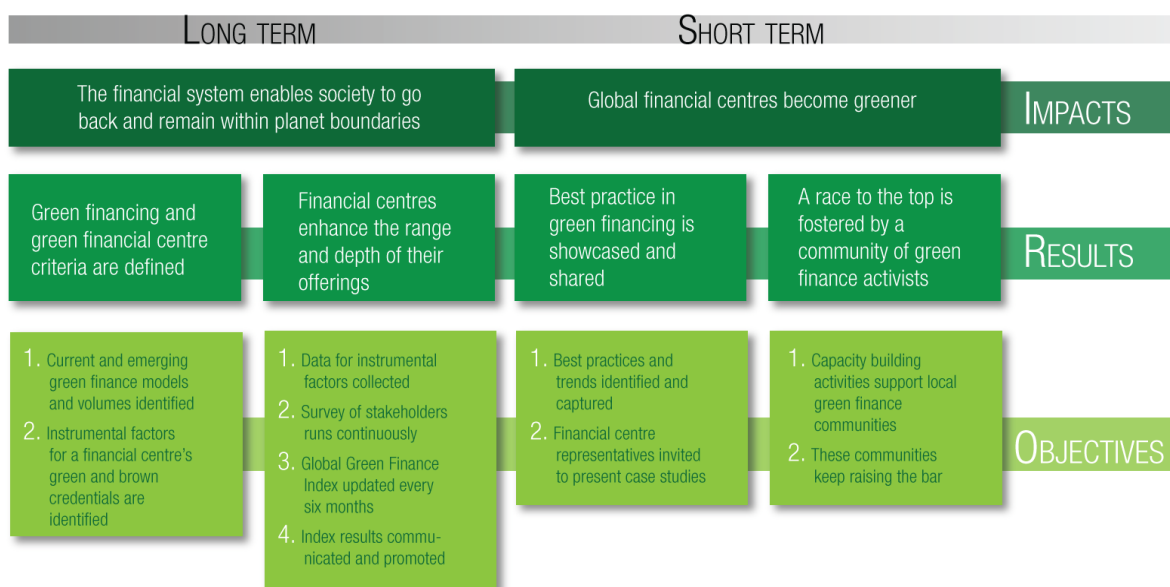 LONG TERM
SHORT TERM
The financial system enables society to go
back and remain within planet boundaries
Global financial centres become greener
IMPACTS
Green financing and
green financial centre
criteria are defined
Financial centres
enhance the range
and depth of their
offerings
Best practice in
green financing is
showcased and
shared
A race to the top is
fostered by a
community of green
finance activists
RESULTS
1. Current and emerging
green finance models
and volumes identified
2. Instrumental factors
for a financial centre's
green and brown
credentials are
identified
1. Data for instrumental
factors collected
2. Survey of stakeholders
runs continuously
3. Global Green Finance
Index updated every
six months
4. Index results commu-
nicated and promoted
1. Best practices and
trends identified and
captured
2. Financial centre
representatives invited
to present case studies
1. Capacity building
activities support local
green finance
communities
2. These communities
keep raising the bar
OBJECTIVES